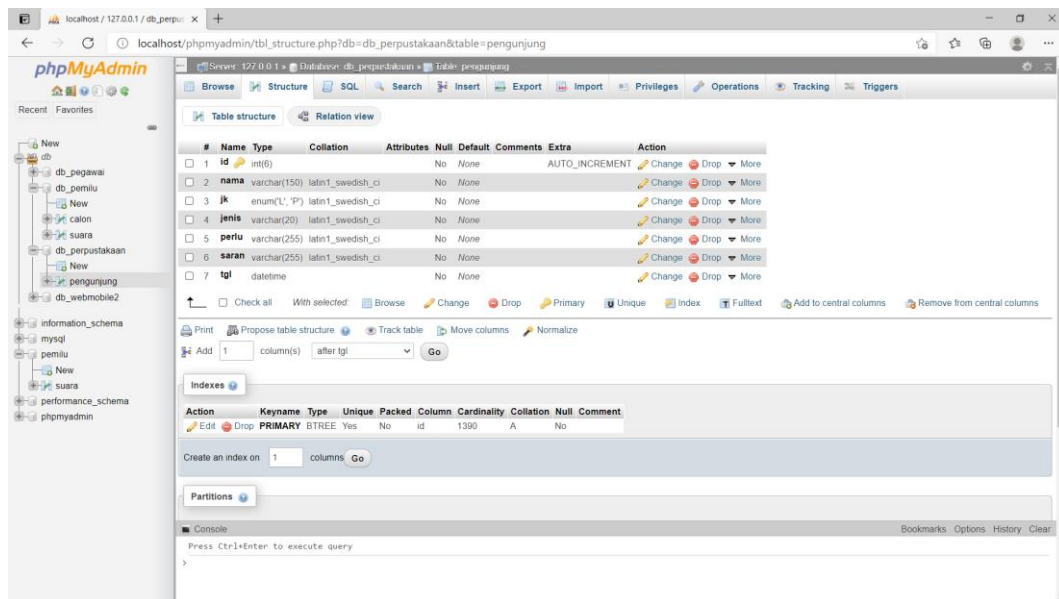 localhost / 127.0.0.1 / db_perpus
localhost/phpmyadmin/tbl_structure.php?db=db_perpustakaan&table=pengunjung
phpMyAdmin
Recent Favorites
New
db
db_pegawai
db_pemilu
New
calon
suara
db_perpustakaan
New
pengunjung
db_webmobile2
information_schema
mysql
pemilu
New
suara
performance_schema
phpmyadmin
Server: 127.0.0.1 » Database: db_perpustakaan » Table: pengunjung
Browse Structure SQL Search Insert Export Import Privileges Operations Tracking Triggers
Table structure Relation view
# Name Type Collation Attributes Null Default Comments Extra Action
1 id int(6) No None AUTO_INCREMENT Change Drop More
2 nama varchar(150) latin1_swedish_ci No None Change Drop More
3 jk enum('L', 'P') latin1_swedish_ci No None Change Drop More
4 jenis varchar(20) latin1_swedish_ci No None Change Drop More
5 perlu varchar(255) latin1_swedish_ci No None Change Drop More
6 saran varchar(255) latin1_swedish_ci No None Change Drop More
7 tgl datetime No None Change Drop More
Check all With selected: Browse Change Drop Primary Unique Index Fulltext Add to central columns Remove from central columns
Print Propose table structure Track table Move columns Normalize
Add 1 column(s) after tgl Go
Indexes
Action Keyname Type Unique Packed Column Cardinality Collation Null Comment
Edit Drop PRIMARY BTREE Yes No id 1390 A No
Create an index on 1 columns Go
Partitions
Console Bookmarks Options History Clear
Press Ctrl+Enter to execute query
>